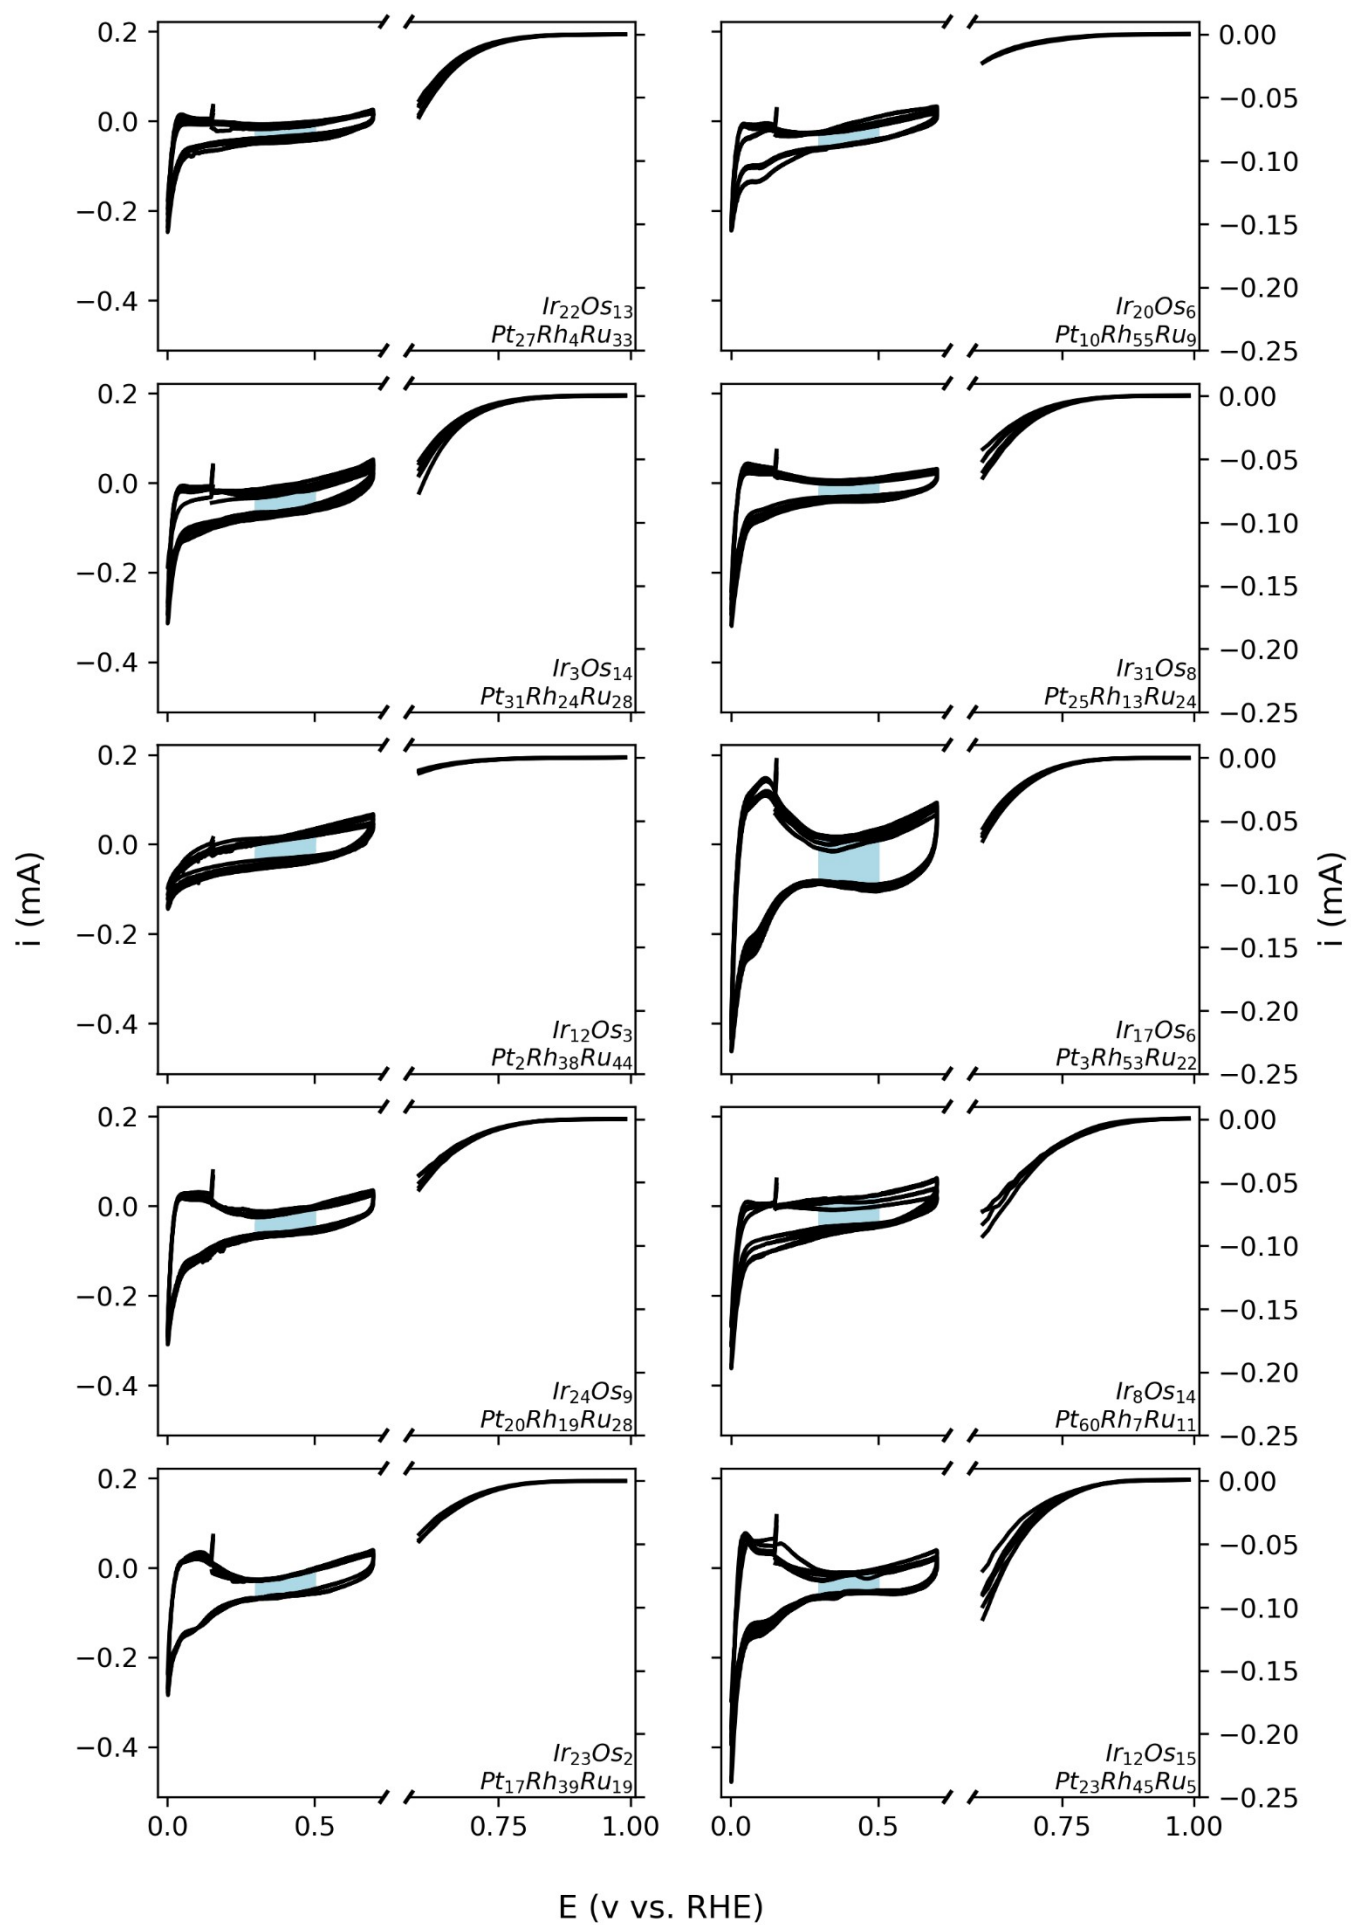 0.2
0.0
−0.2
−0.4
Ir₂₂Os₁₃
Pt₂₇Rh₄Ru₃₃
Ir₂₀Os₆
Pt₁₀Rh₅₅Ru₉
0.00
−0.05
−0.10
−0.15
−0.20
−0.25
0.2
0.0
−0.2
−0.4
Ir₃Os₁₄
Pt₃₁Rh₂₄Ru₂₈
Ir₃₁Os₈
Pt₂₅Rh₁₃Ru₂₄
0.00
−0.05
−0.10
−0.15
−0.20
−0.25
i (mA)
0.2
0.0
−0.2
−0.4
Ir₁₂Os₃
Pt₂Rh₃₈Ru₄₄
Ir₁₇Os₆
Pt₃Rh₅₃Ru₂₂
0.00
−0.05
−0.10
−0.15
−0.20
−0.25
i (mA)
0.2
0.0
−0.2
−0.4
Ir₂₄Os₉
Pt₂₀Rh₁₉Ru₂₈
Ir₈Os₁₄
Pt₆₀Rh₇Ru₁₁
0.00
−0.05
−0.10
−0.15
−0.20
−0.25
0.2
0.0
−0.2
−0.4
Ir₂₃Os₂
Pt₁₇Rh₃₉Ru₁₉
Ir₁₂Os₁₅
Pt₂₃Rh₄₅Ru₅
0.00
−0.05
−0.10
−0.15
−0.20
−0.25
0.0 0.5 0.75 1.00 0.0 0.5 0.75 1.00
E (v vs. RHE)